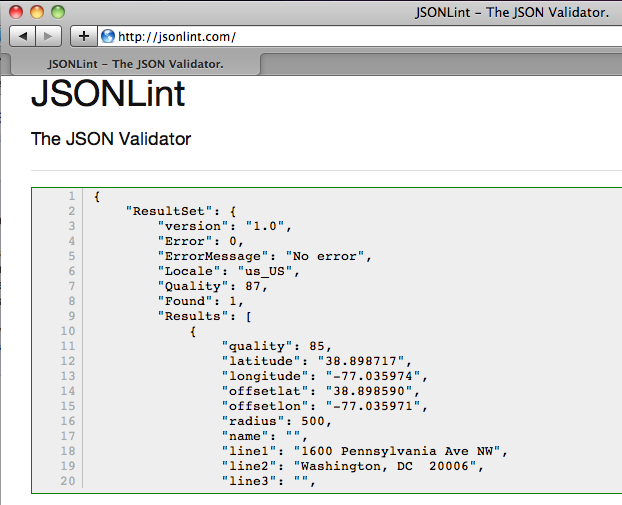 JSONLint – The JSON Validator.
http://jsonlint.com/
JSONLint – The JSON Validator.
JSONLint
The JSON Validator
1 {
2 "ResultSet": {
3 "version": "1.0",
4 "Error": 0,
5 "ErrorMessage": "No error",
6 "Locale": "us_US",
7 "Quality": 87,
8 "Found": 1,
9 "Results": [
10 {
11 "quality": 85,
12 "latitude": "38.898717",
13 "longitude": "-77.035974",
14 "offsetlat": "38.898590",
15 "offsetlon": "-77.035971",
16 "radius": 500,
17 "name": "",
18 "line1": "1600 Pennsylvania Ave NW",
19 "line2": "Washington, DC  20006",
20 "line3": "",